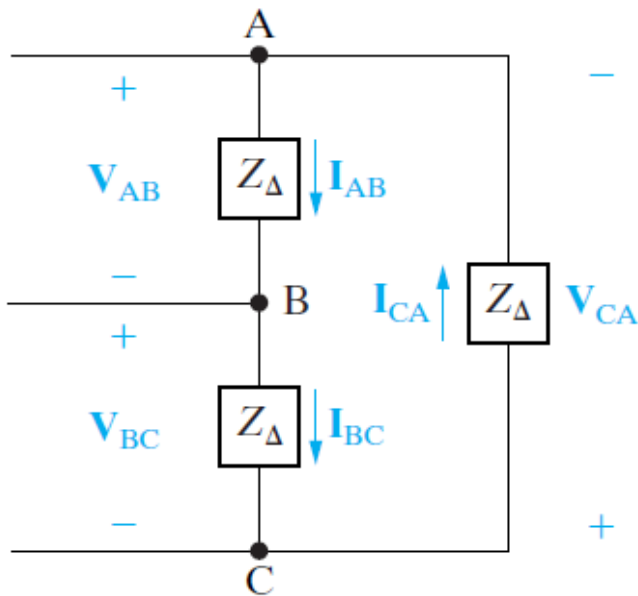 A
+ −
V_AB Z_Δ I_AB
−
B
+
I_CA Z_Δ V_CA
V_BC Z_Δ I_BC
− +
C